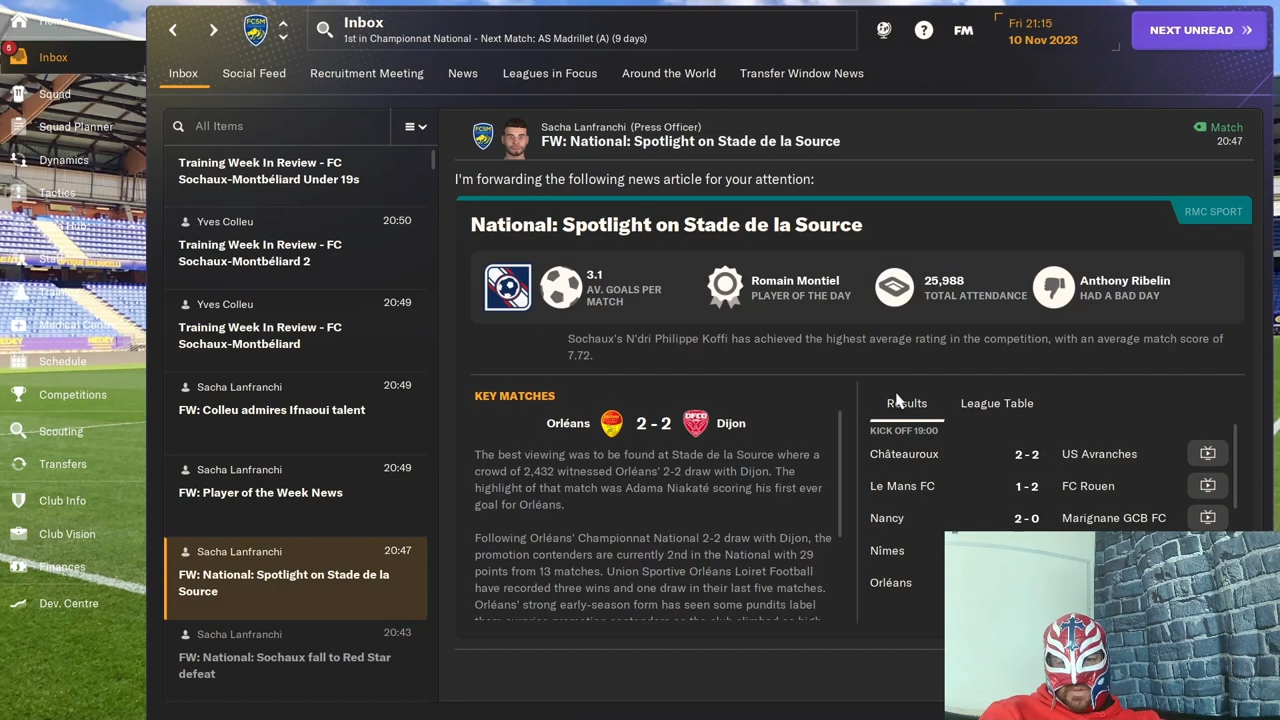 FCSM
Inbox
1st in Championnat National - Next Match: AS Madrillet (A) (9 days)
?
FM
Fri 21:15
10 Nov 2023
NEXT UNREAD
Home
5
Inbox
Squad
Squad Planner
Dynamics
Tactics
Medical Centre
Schedule
Competitions
Scouting
Transfers
Club Info
Club Vision
Finances
Dev. Centre
Inbox
Social Feed
Recruitment Meeting
News
Leagues in Focus
Around the World
Transfer Window News
All Items
Training Week In Review - FC
Sochaux-Montbéliard Under 19s
Yves Colleu 20:50
Training Week In Review - FC
Sochaux-Montbéliard 2
Yves Colleu 20:49
Training Week In Review - FC
Sochaux-Montbéliard
Sacha Lanfranchi 20:49
FW: Colleu admires Ifnaoui talent
Sacha Lanfranchi 20:49
FW: Player of the Week News
Sacha Lanfranchi 20:47
FW: National: Spotlight on Stade de la
Source
Sacha Lanfranchi 20:43
FW: National: Sochaux fall to Red Star
defeat
Sacha Lanfranchi (Press Officer)
FW: National: Spotlight on Stade de la Source
Match
20:47
I'm forwarding the following news article for your attention:
RMC SPORT
National: Spotlight on Stade de la Source
3.1
AV. GOALS PER
MATCH
Romain Montiel
PLAYER OF THE DAY
25,988
TOTAL ATTENDANCE
Anthony Ribelin
HAD A BAD DAY
Sochaux's N'dri Philippe Koffi has achieved the highest average rating in the competition, with an average match score of
7.72.
KEY MATCHES
Orléans 2 - 2 Dijon
The best viewing was to be found at Stade de la Source where a
crowd of 2,432 witnessed Orléans' 2-2 draw with Dijon. The
highlight of that match was Adama Niakaté scoring his first ever
goal for Orléans.
Following Orléans' Championnat National 2-2 draw with Dijon, the
promotion contenders are currently 2nd in the National with 29
points from 13 matches. Union Sportive Orléans Loiret Football
have recorded three wins and one draw in their last five matches.
Orléans' strong early-season form has seen some pundits label
them surprise promotion contenders as the club climbed as high
Results
League Table
KICK OFF 19:00
Châteauroux 2 - 2 US Avranches
Le Mans FC 1 - 2 FC Rouen
Nancy 2 - 0 Marignane GCB FC
Nîmes
Orléans